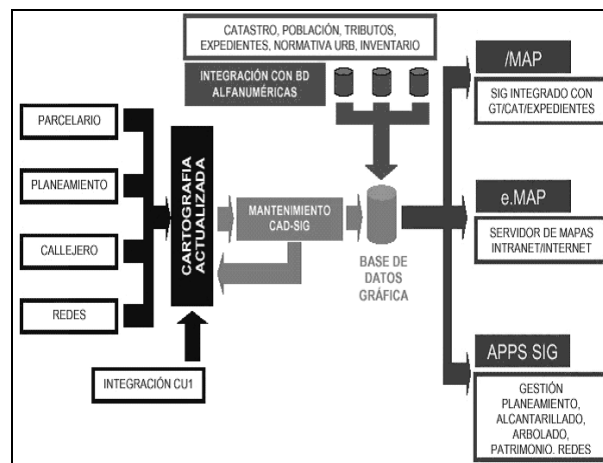 CATASTRO, POBLACIÓN, TRIBUTOS,
EXPEDIENTES, NORMATIVA URB, INVENTARIO
INTEGRACIÓN CON BD
ALFANUMÉRICAS
/MAP
SIG INTEGRADO CON
GT/CAT/EXPEDIENTES
PARCELARIO
PLANEAMIENTO
CALLEJERO
REDES
CARTOGRAFIA
ACTUALIZADA
MANTENIMIENTO
CAD-SIG
BASE DE
DATOS
GRÁFICA
e.MAP
SERVIDOR DE MAPAS
INTRANET/INTERNET
INTEGRACIÓN CU1
APPS SIG
GESTIÓN
PLANEAMIENTO,
ALCANTARILLADO,
ARBOLADO,
PATRIMONIO. REDES